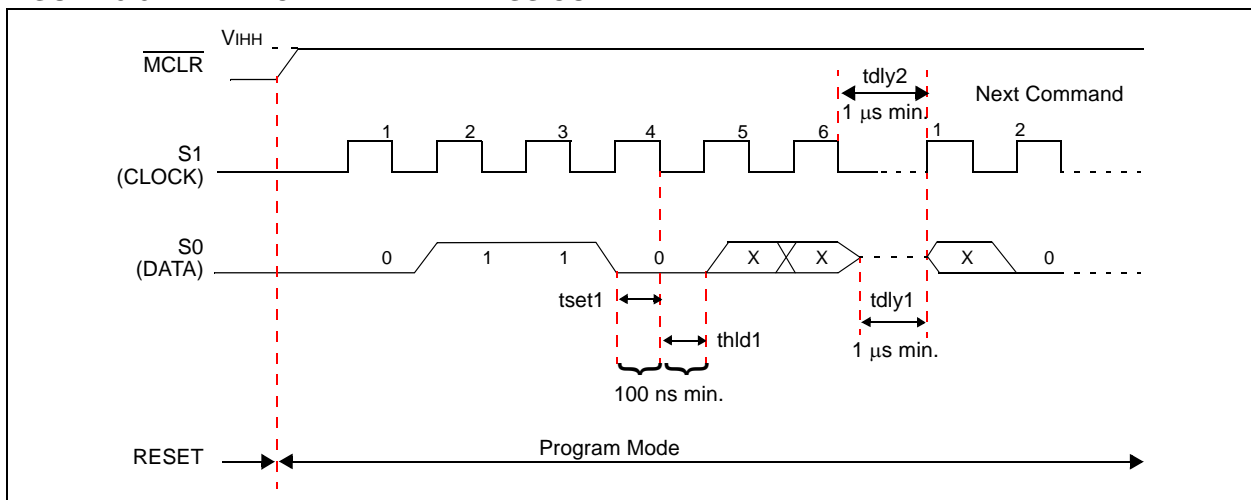 VIHH
MCLR
tdly2
1 µs min.
Next Command
1 2 3 4 5 6 1 2
S1
(CLOCK)
S0
(DATA)
0 1 1 0 X X X 0
tset1
thld1
tdly1
1 µs min.
100 ns min.
RESET
Program Mode